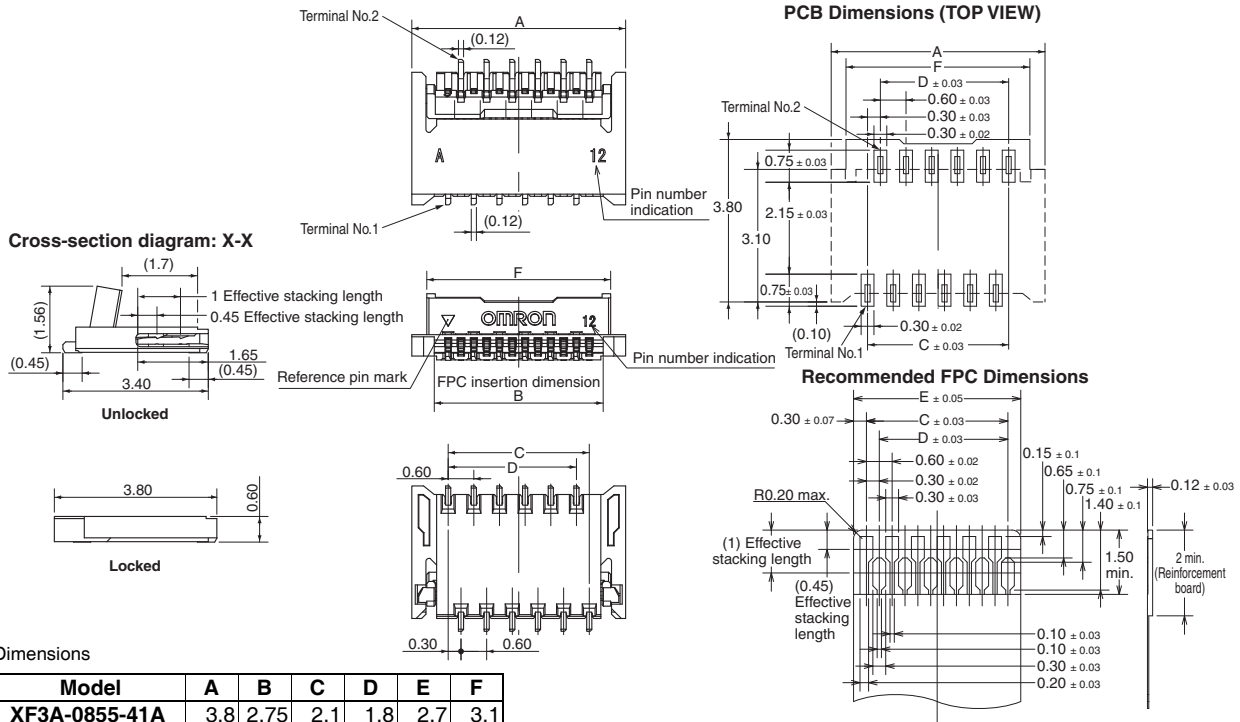 Terminal No.2
A
(0.12)
A
12
Terminal No.1
(0.12)
Pin number
indication
PCB Dimensions (TOP VIEW)
A
F
D ± 0.03
0.60 ± 0.03
0.30 ± 0.03
0.30 ± 0.02
Terminal No.2
0.75 ± 0.03
3.80
2.15 ± 0.03
3.10
0.75 ± 0.03
(0.10)
Terminal No.1
0.30 ± 0.02
C ± 0.03
Cross-section diagram: X-X
(1.7)
1 Effective stacking length
0.45 Effective stacking length
(1.56)
(0.45)
1.65
(0.45)
3.40
Unlocked
3.80
0.60
Locked
F
OMRON
12
Pin number indication
Reference pin mark
FPC insertion dimension
B
C
D
0.60
0.30
0.60
Recommended FPC Dimensions
E ± 0.05
0.30 ± 0.07
C ± 0.03
D ± 0.03
0.60 ± 0.02
0.30 ± 0.02
0.30 ± 0.03
0.15 ± 0.1
0.65 ± 0.1
0.75 ± 0.1
1.40 ± 0.1
0.12 ± 0.03
R0.20 max.
(1) Effective
stacking length
(0.45)
Effective
stacking
length
1.50
min.
2 min.
(Reinforcement
board)
0.10 ± 0.03
0.10 ± 0.03
0.30 ± 0.03
0.20 ± 0.03
Dimensions
Model A B C D E F
XF3A-0855-41A 3.8 2.75 2.1 1.8 2.7 3.1